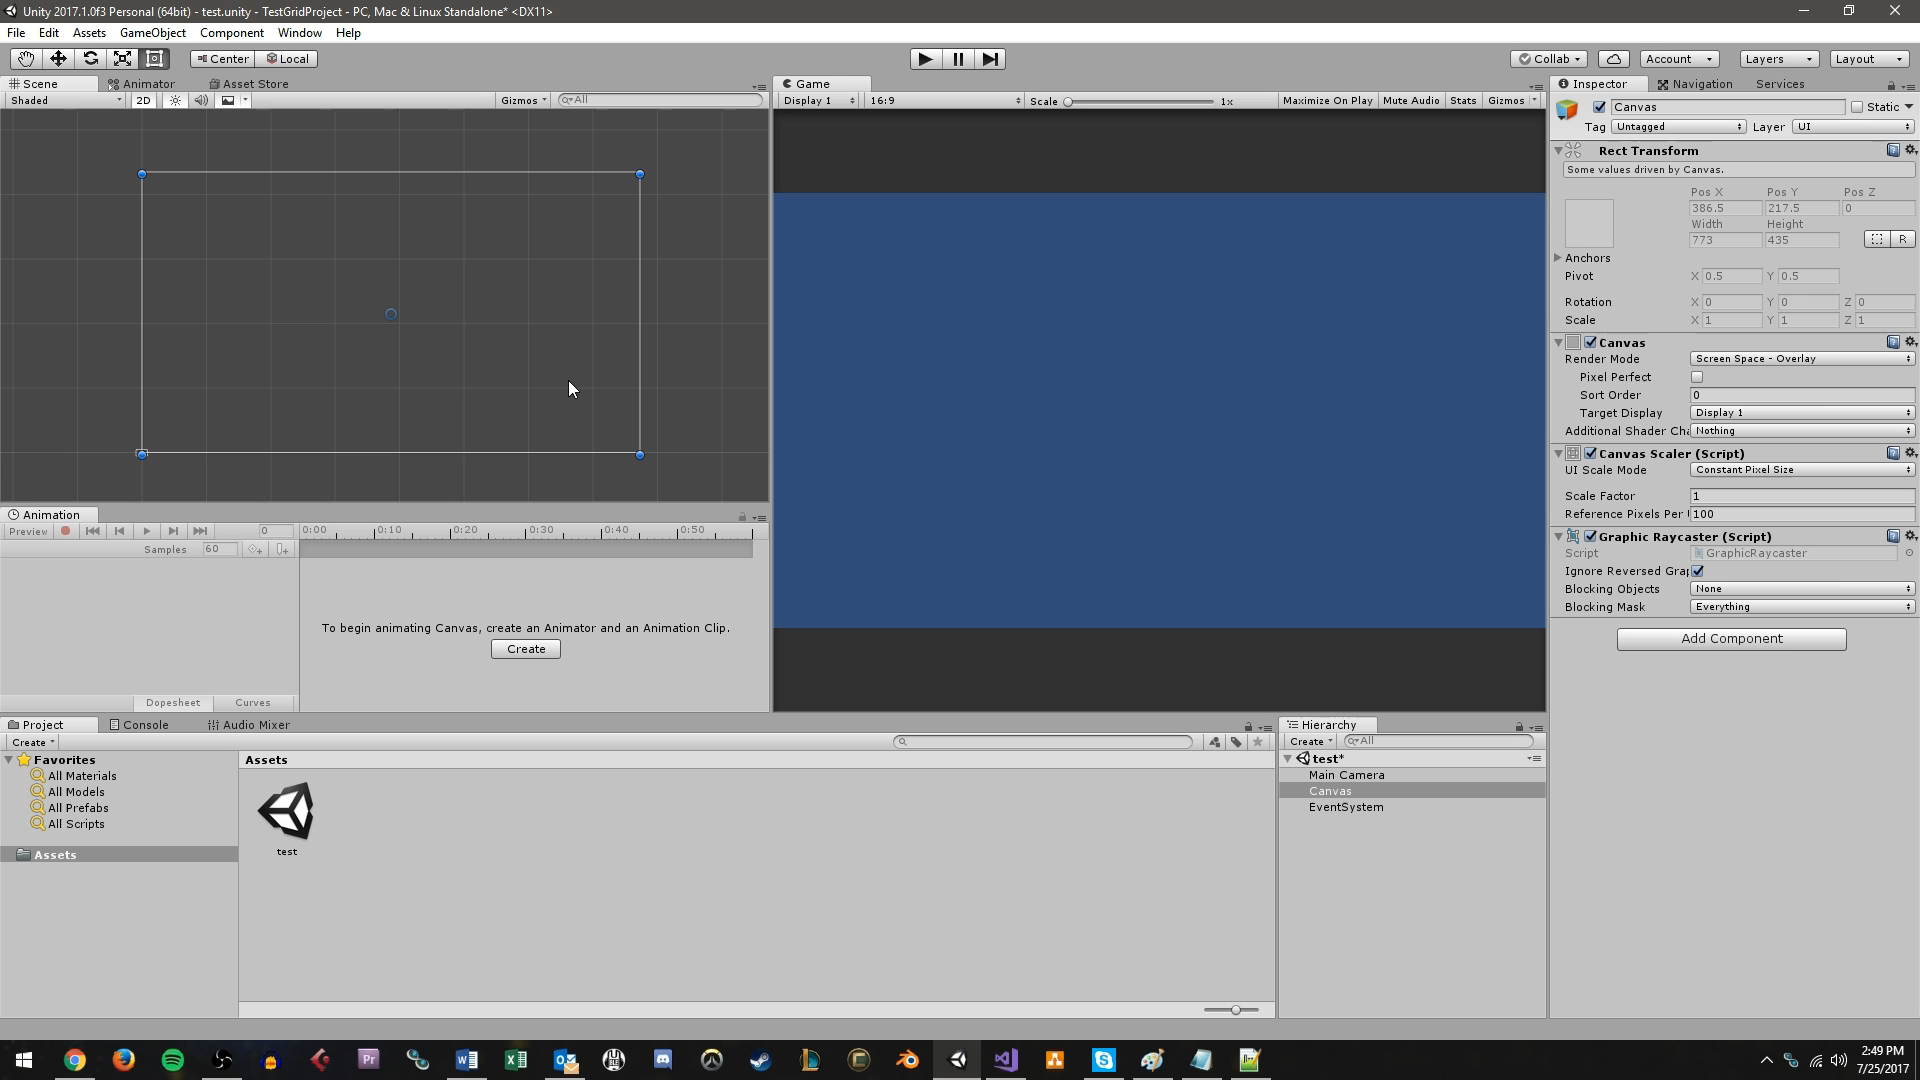 Unity 2017.1.0f3 Personal (64bit) - test.unity - TestGridProject - PC, Mac & Linux Standalone* <DX11>
File Edit Assets GameObject Component Window Help
Center Local Collab Account Layers Layout
Scene Animator Asset Store
Shaded 2D Gizmos All
Game
Display 1 16:9 Scale 1x Maximize On Play Mute Audio Stats Gizmos
Inspector Navigation Services
Canvas Static
Tag Untagged Layer UI
Rect Transform
Some values driven by Canvas.
Pos X Pos Y Pos Z
386.5 217.5 0
Width Height
773 435 R
Anchors
Pivot X 0.5 Y 0.5
Rotation X 0 Y 0 Z 0
Scale X 1 Y 1 Z 1
Canvas
Render Mode Screen Space - Overlay
Pixel Perfect
Sort Order 0
Target Display Display 1
Additional Shader Cha Nothing
Canvas Scaler (Script)
UI Scale Mode Constant Pixel Size
Scale Factor 1
Reference Pixels Per 100
Graphic Raycaster (Script)
Script GraphicRaycaster
Ignore Reversed Grap
Blocking Objects None
Blocking Mask Everything
Add Component
Animation
Preview 0 0:00 0:10 0:20 0:30 0:40 0:50
Samples 60
To begin animating Canvas, create an Animator and an Animation Clip.
Create
Dopesheet Curves
Project Console Audio Mixer
Create
Favorites
All Materials
All Models
All Prefabs
All Scripts
Assets
Assets
test
Hierarchy
Create All
test*
Main Camera
Canvas
EventSystem
Pr
2:49 PM
7/25/2017